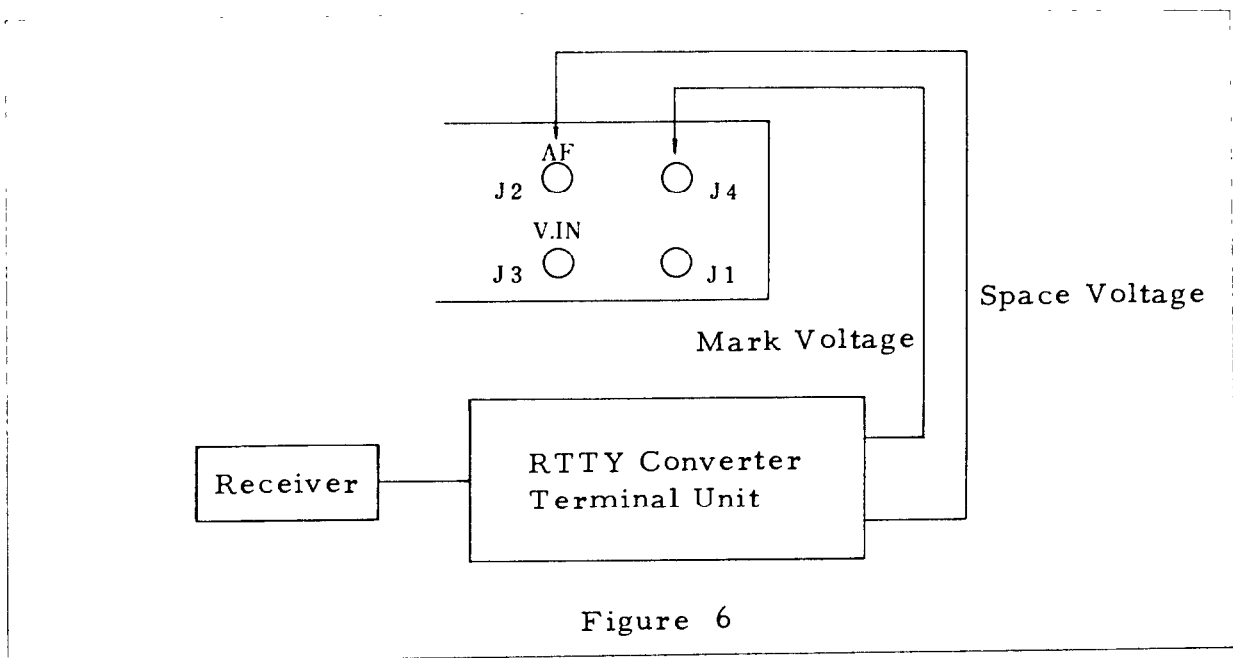 AF
J2
J4
V.IN
J3
J1
Space Voltage
Mark Voltage
RTTY Converter
Terminal Unit
Receiver
Figure 6